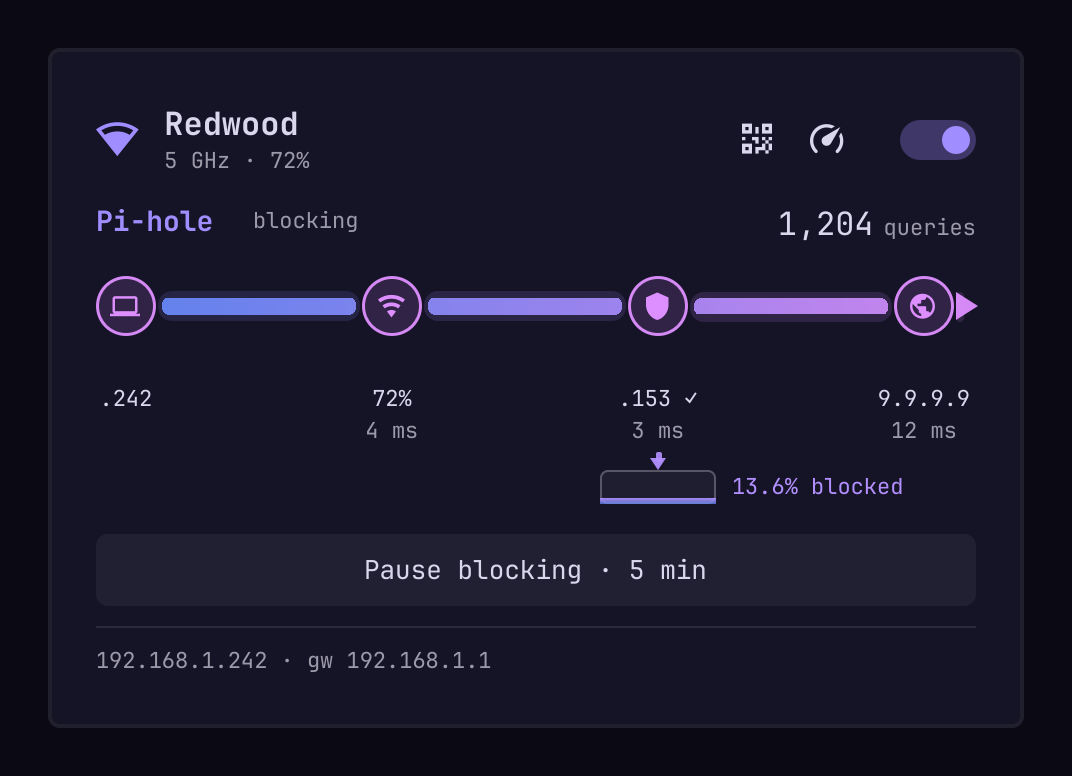 Redwood
5 GHz · 72%
Pi-hole blocking 1,204 queries
.242 72% .153 ✓ 9.9.9.9
4 ms 3 ms 12 ms
13.6% blocked
Pause blocking · 5 min
192.168.1.242 · gw 192.168.1.1